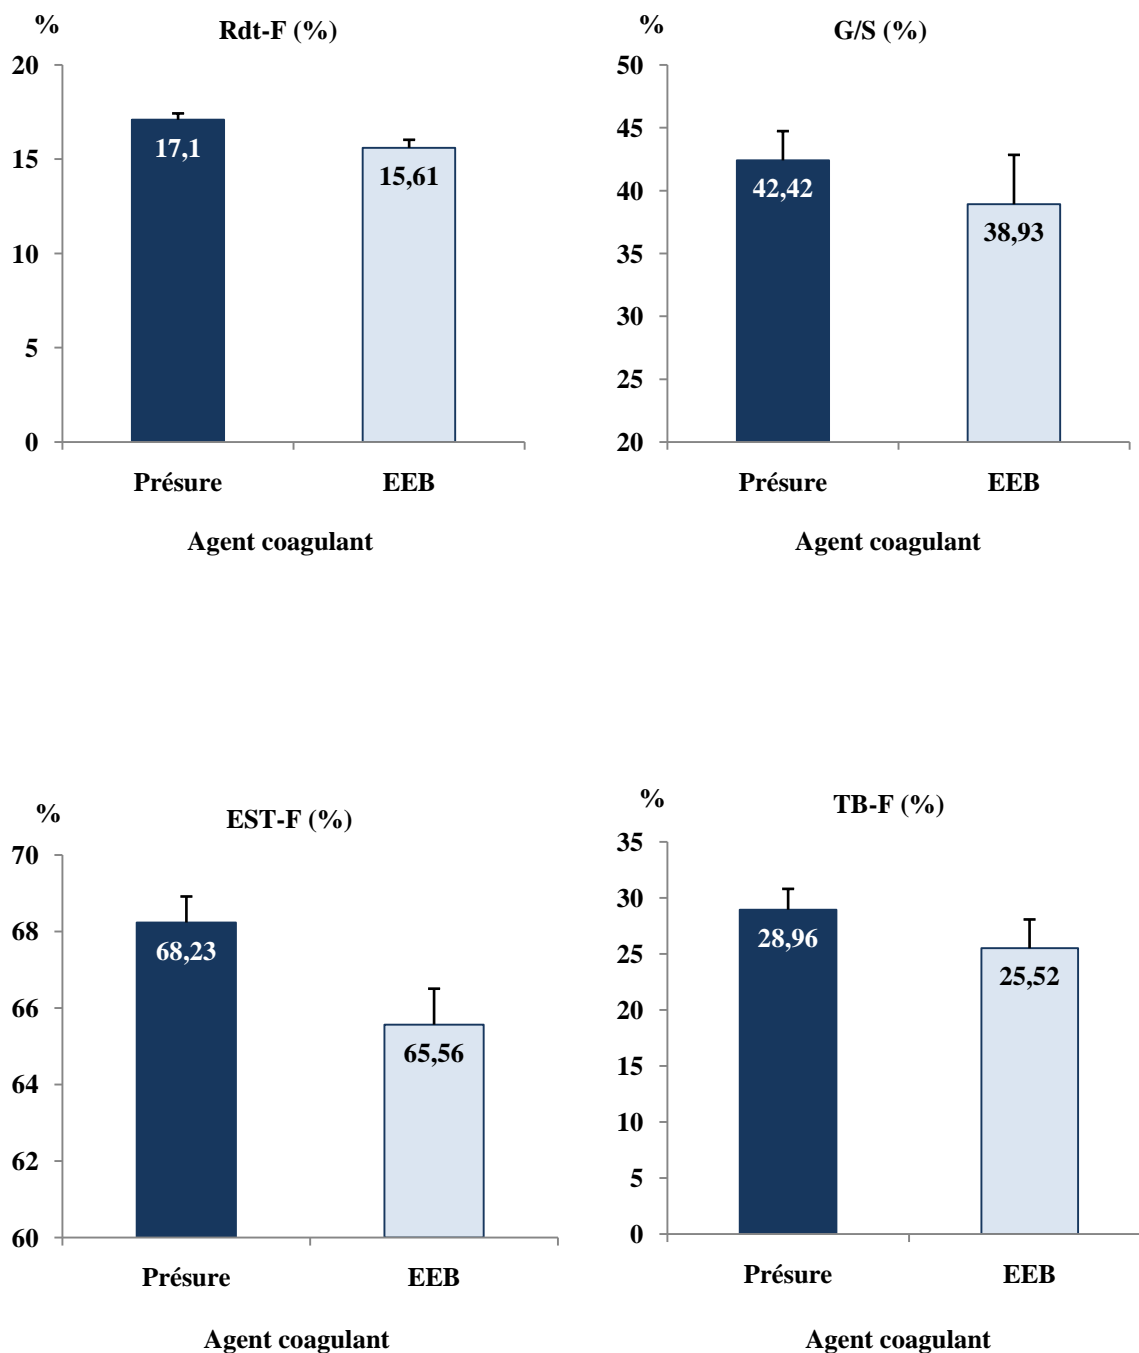 %
Rdt-F (%)
20
15
10
5
0
17,1
15,61
Présure
EEB
Agent coagulant
%
G/S (%)
50
45
40
35
30
25
20
42,42
38,93
Présure
EEB
Agent coagulant
%
EST-F (%)
70
68
66
64
62
60
68,23
65,56
Présure
EEB
Agent coagulant
%
TB-F (%)
35
30
25
20
15
10
5
0
28,96
25,52
Présure
EEB
Agent coagulant